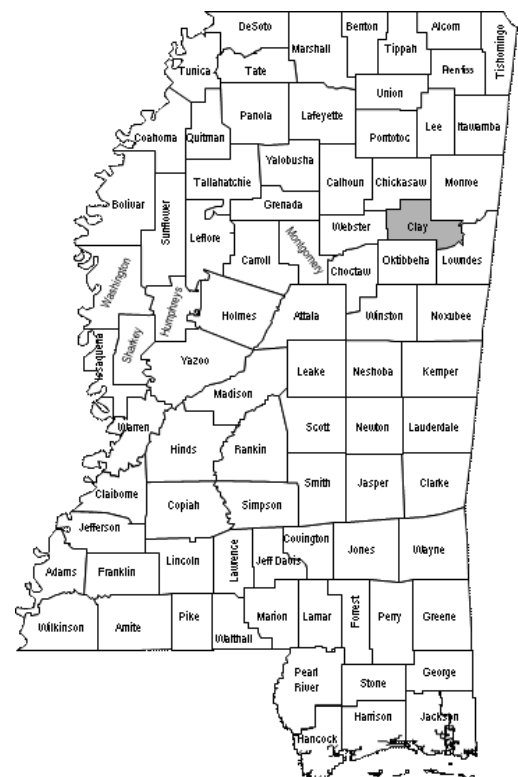 DeSoto
Marshall
Benton
Tippah
Alcorn
Tishomingo
Tunica
Tate
Prentiss
Union
Panola
Lafayette
Pontotoc
Lee
Itawamba
Coahoma
Quitman
Yalobusha
Tallahatchie
Calhoun
Chickasaw
Monroe
Bolivar
Sunflower
Grenada
Leflore
Webster
Clay
Carroll
Montgomery
Choctaw
Oktibbeha
Lowndes
Washington
Humphreys
Holmes
Attala
Winston
Noxubee
Sharkey
Issaquena
Yazoo
Leake
Neshoba
Kemper
Madison
Warren
Hinds
Rankin
Scott
Newton
Lauderdale
Claiborne
Copiah
Simpson
Smith
Jasper
Clarke
Jefferson
Lincoln
Lawrence
Jeff Davis
Covington
Jones
Wayne
Adams
Franklin
Wilkinson
Amite
Pike
Walthall
Marion
Lamar
Forrest
Perry
Greene
Pearl
River
Stone
George
Hancock
Harrison
Jackson